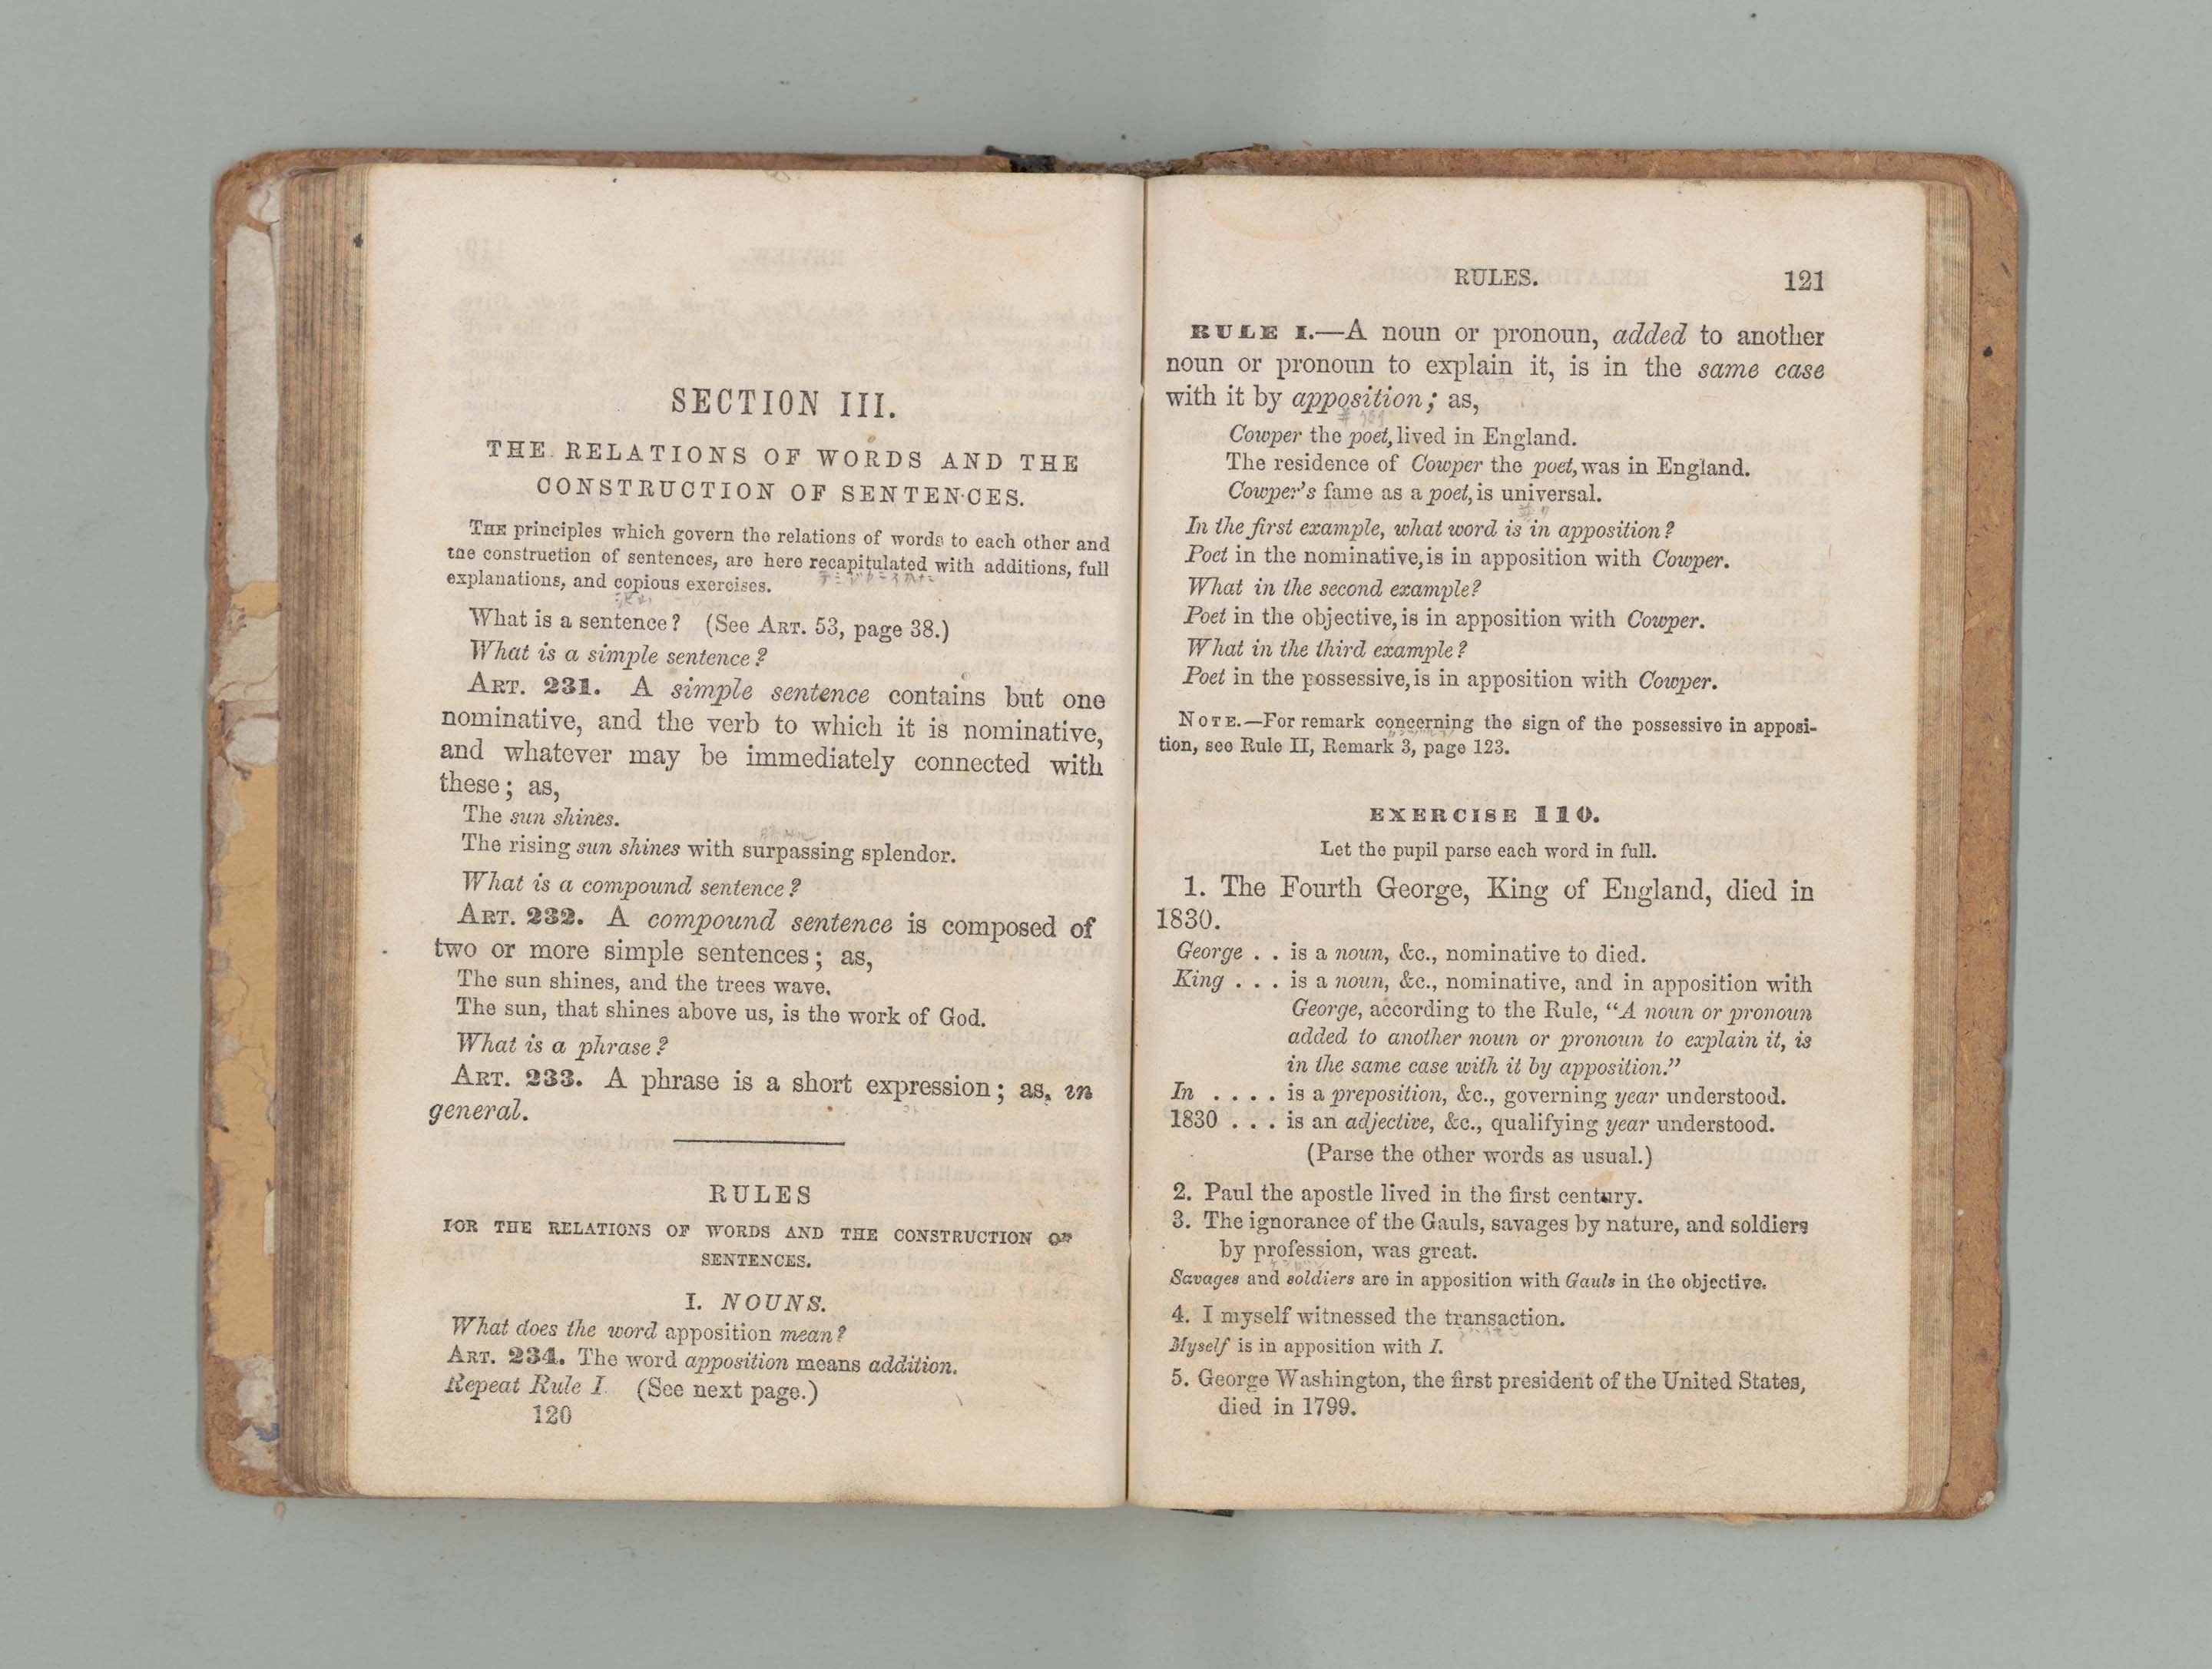 SECTION III.
THE RELATIONS OF WORDS AND THE
CONSTRUCTION OF SENTENCES.
THE principles which govern the relations of words to each other and
the construction of sentences, are here recapitulated with additions, full
explanations, and copious exercises.
What is a sentence? (See ART. 53, page 38.)
What is a simple sentence?
ART. 231. A simple sentence contains but one
nominative, and the verb to which it is nominative,
and whatever may be immediately connected with
these; as,
The sun shines.
The rising sun shines with surpassing splendor.
What is a compound sentence?
ART. 232. A compound sentence is composed of
two or more simple sentences; as,
The sun shines, and the trees wave.
The sun, that shines above us, is the work of God.
What is a phrase?
ART. 233. A phrase is a short expression; as, in
general.
RULES
FOR THE RELATIONS OF WORDS AND THE CONSTRUCTION OF
SENTENCES.
I. NOUNS.
What does the word apposition mean?
ART. 234. The word apposition means addition.
Repeat Rule I. (See next page.)
120
RULES. 121
RULE I.—A noun or pronoun, added to another
noun or pronoun to explain it, is in the same case
with it by apposition; as,
Cowper the poet, lived in England.
The residence of Cowper the poet, was in England.
Cowper's fame as a poet, is universal.
In the first example, what word is in apposition?
Poet in the nominative, is in apposition with Cowper.
What in the second example?
Poet in the objective, is in apposition with Cowper.
What in the third example?
Poet in the possessive, is in apposition with Cowper.
NOTE.—For remark concerning the sign of the possessive in apposi-
tion, see Rule II, Remark 3, page 123.
EXERCISE 110.
Let the pupil parse each word in full.
1. The Fourth George, King of England, died in
1830.
George . . is a noun, &c., nominative to died.
King . . . is a noun, &c., nominative, and in apposition with
George, according to the Rule, "A noun or pronoun
added to another noun or pronoun to explain it, is
in the same case with it by apposition."
In . . . . is a preposition, &c., governing year understood.
1830 . . . is an adjective, &c., qualifying year understood.
(Parse the other words as usual.)
2. Paul the apostle lived in the first century.
3. The ignorance of the Gauls, savages by nature, and soldiers
by profession, was great.
Savages and soldiers are in apposition with Gauls in the objective.
4. I myself witnessed the transaction.
Myself is in apposition with I.
5. George Washington, the first president of the United States,
died in 1799.